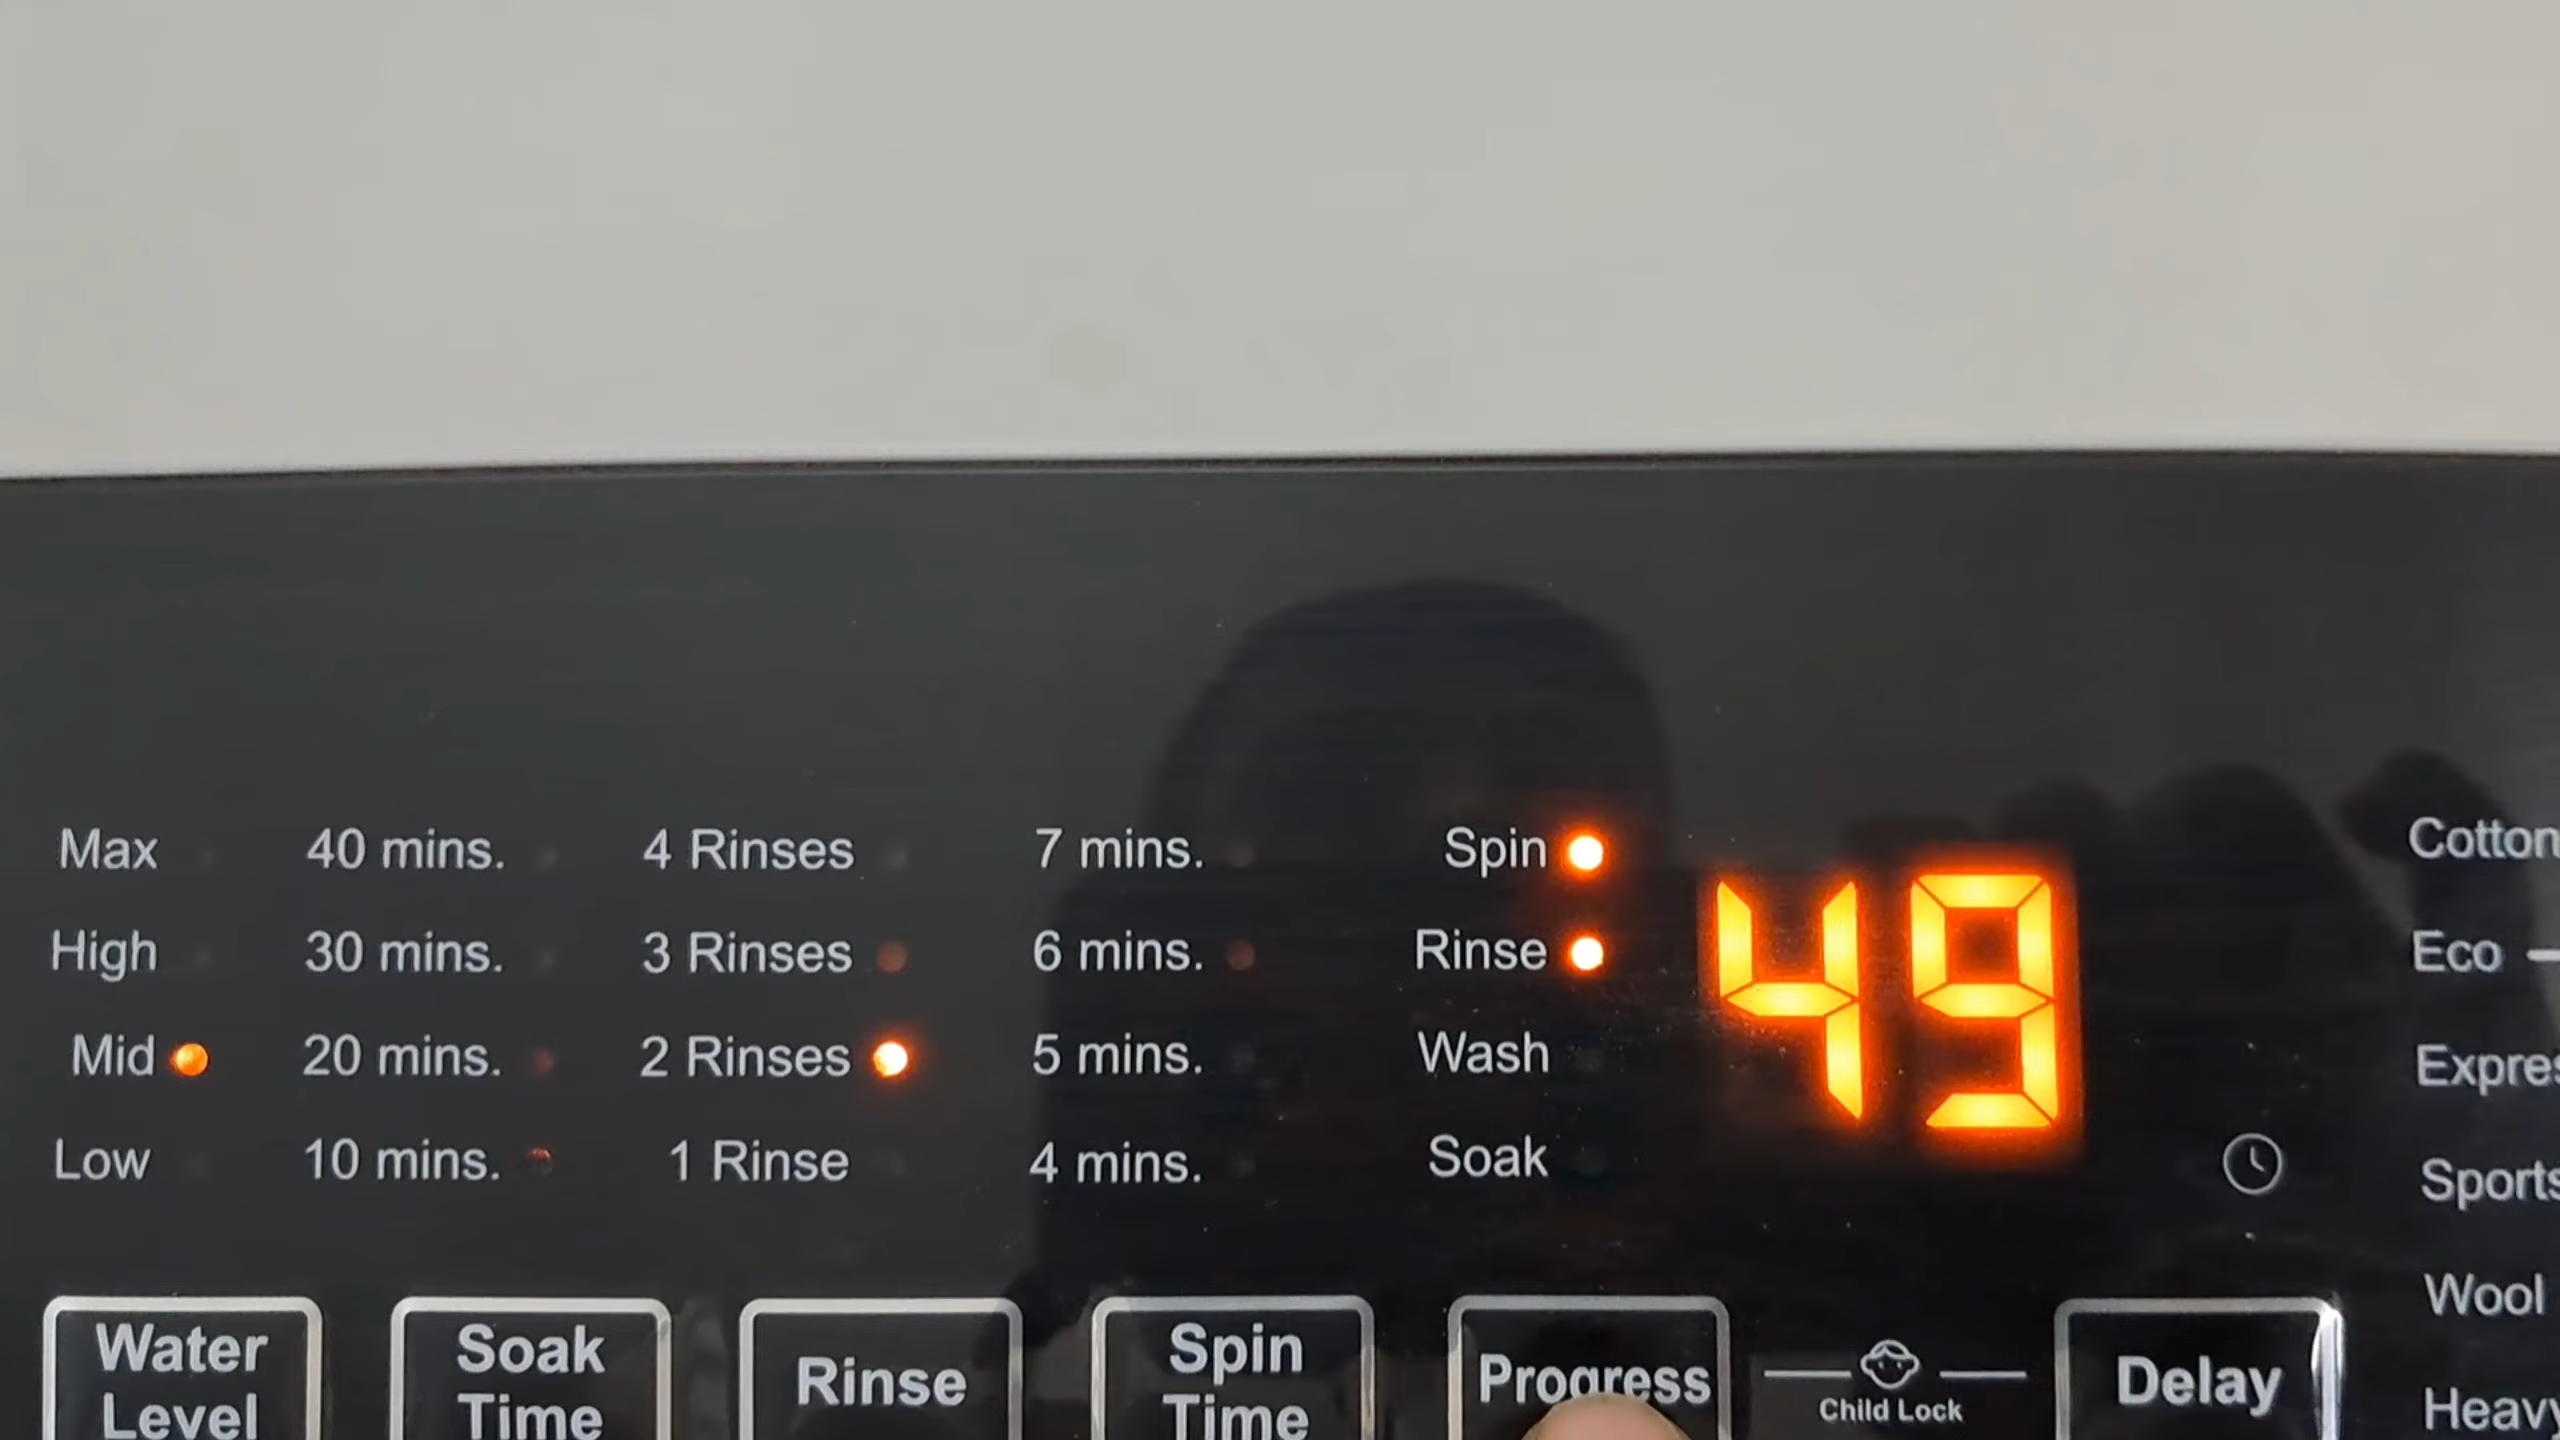 Max 40 mins. 4 Rinses 7 mins. Spin
High 30 mins. 3 Rinses 6 mins. Rinse
Mid 20 mins. 2 Rinses 5 mins. Wash
Low 10 mins. 1 Rinse 4 mins. Soak
49
Cotton
Eco
Expres
Sports
Wool
Heavy
Water
Level
Soak
Time
Rinse
Spin
Time
Progress
Child Lock
Delay